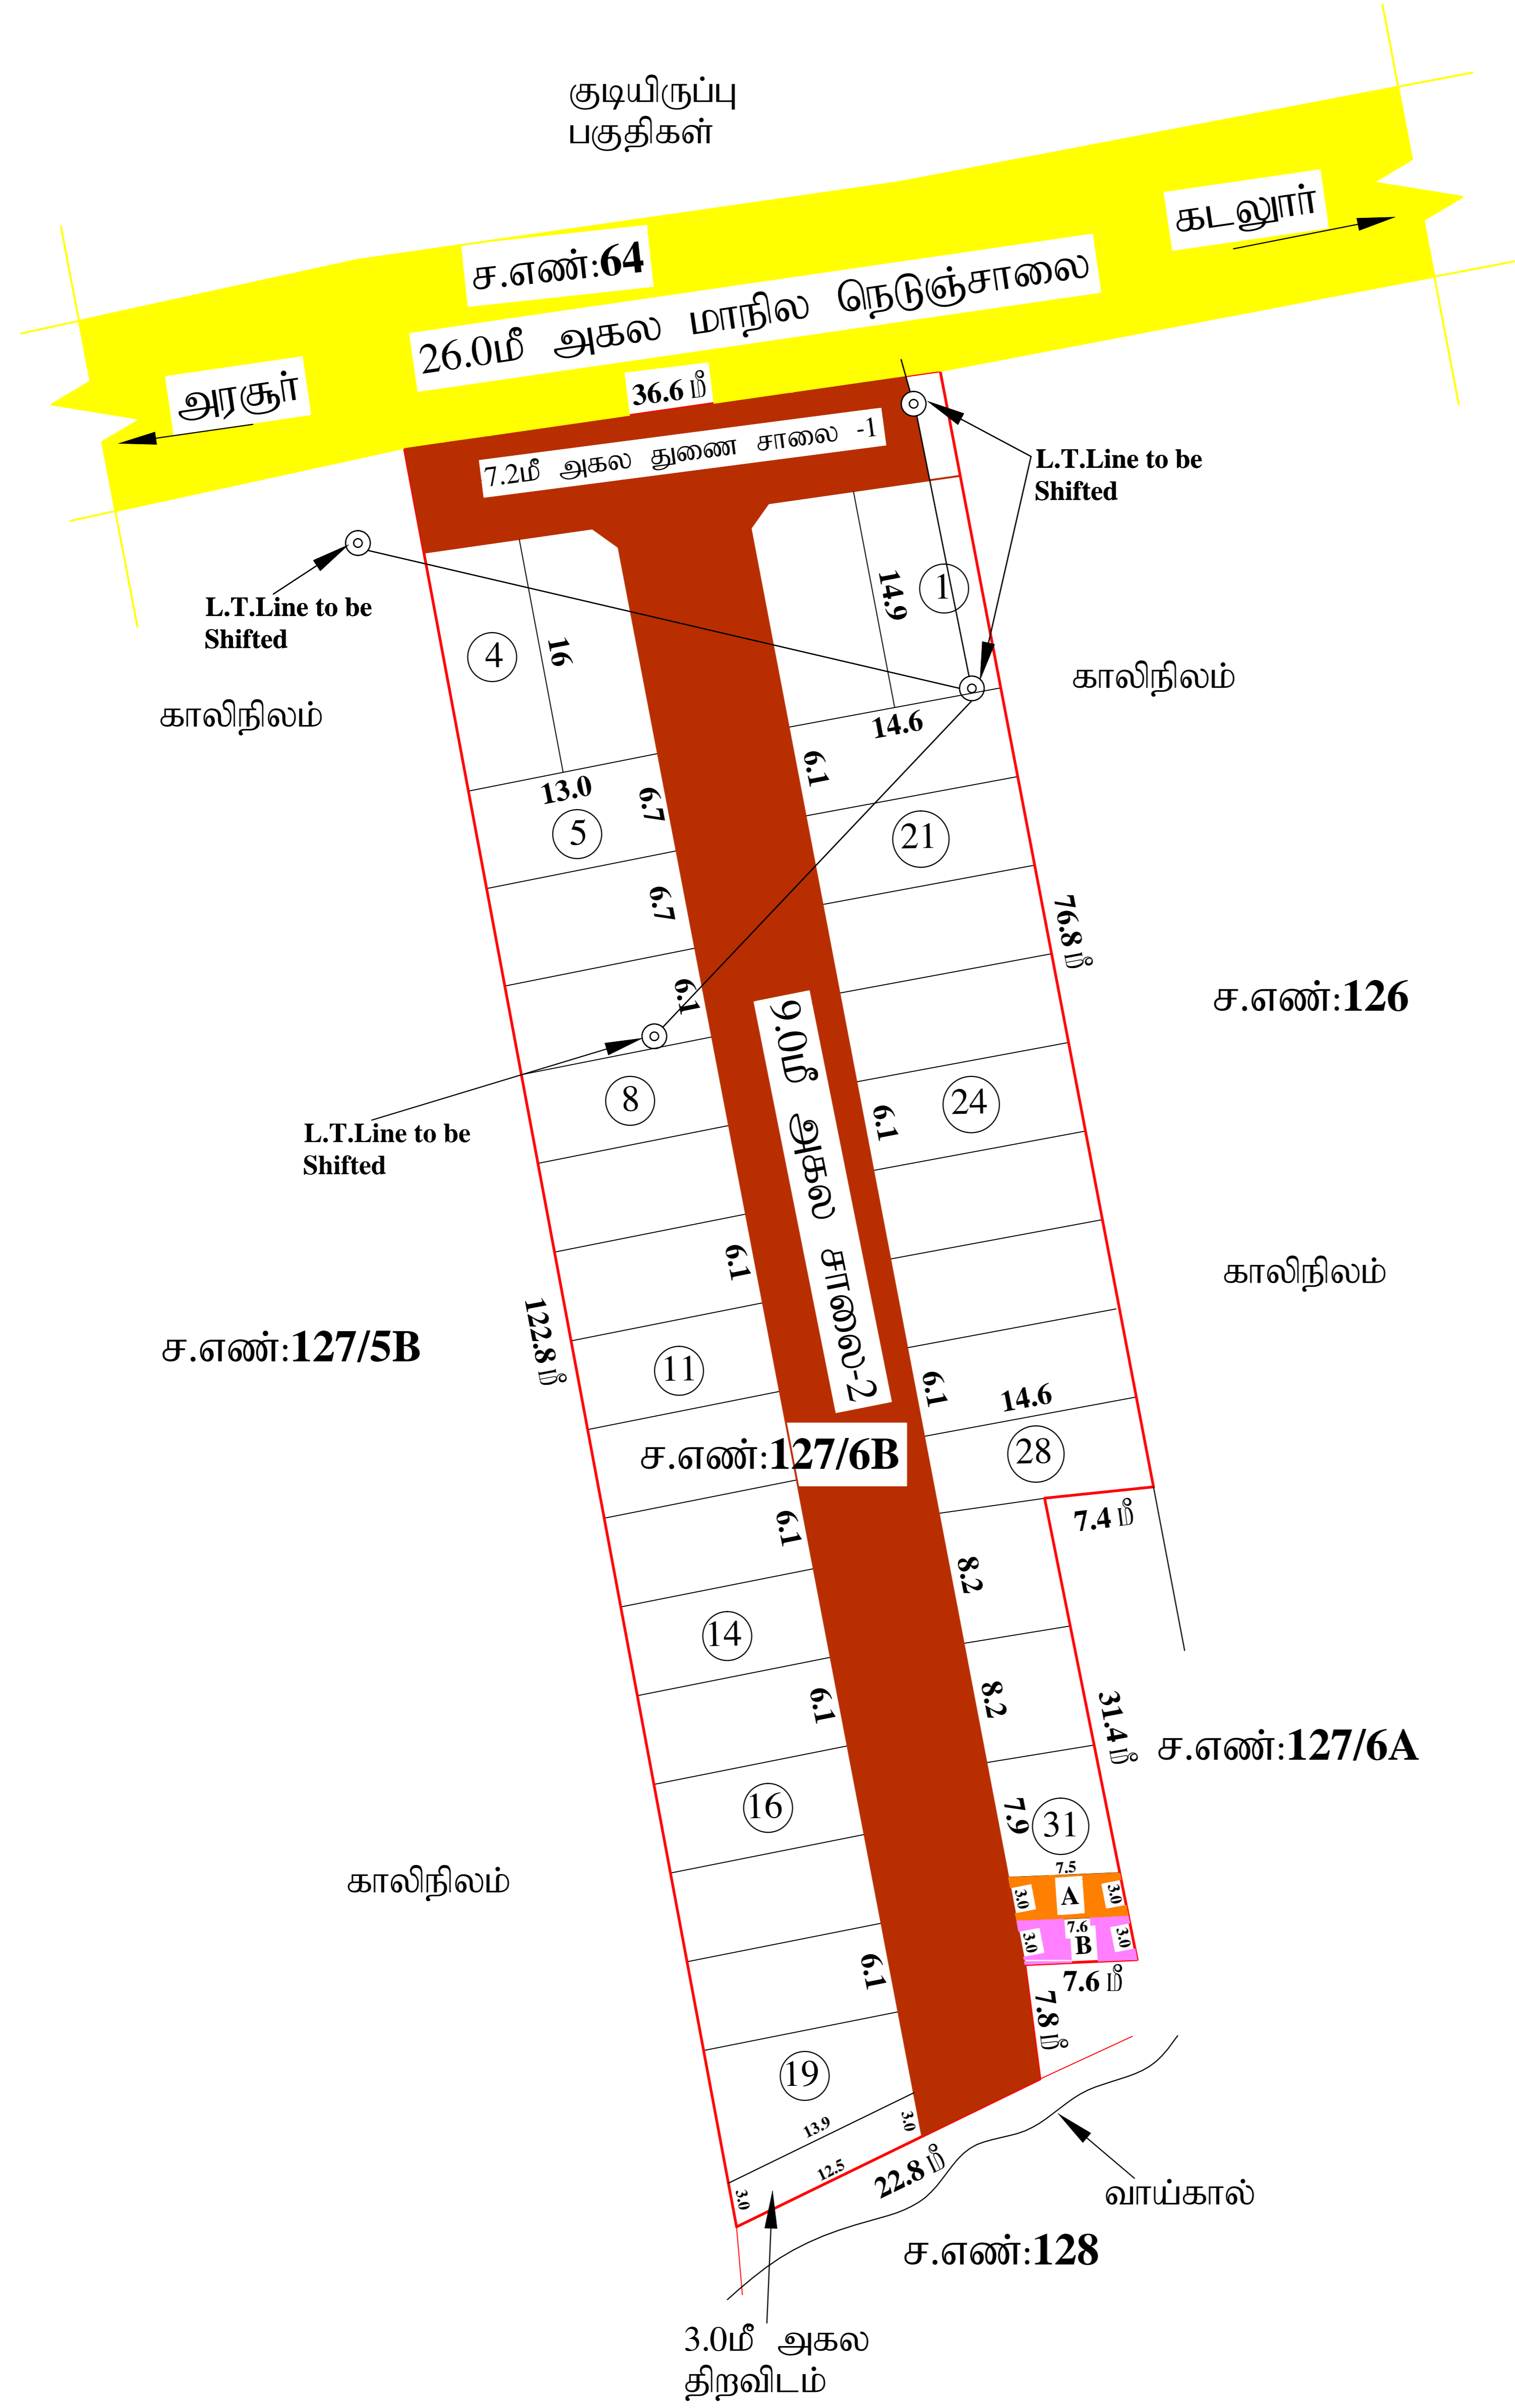 குடியிருப்பு
பகுதிகள்
கடலுார்
ச.எண்:64
26.0மீ அகல மாநில நெடுஞ்சாலை
அரசூர்
36.6 மீ
7.2மீ அகல துணை சாலை -1
L.T.Line to be
Shifted
L.T.Line to be
Shifted
1
14.9
4
16
காலிநிலம்
காலிநிலம்
14.6
6.1
13.0
6.7
5
21
6.7
76.8 மீ
6.1
ச.எண்:126
9.0மீ அகல சாலை-2
8
24
6.1
L.T.Line to be
Shifted
6.1
காலிநிலம்
122.8 மீ
ச.எண்:127/5B
11
6.1
14.6
ச.எண்:127/6B
28
6.1
7.4 மீ
8.2
14
6.1
8.2
31.4 மீ
ச.எண்:127/6A
16
7.9
31
7.5
காலிநிலம்
3.0
A
3.0
7.6
3.0
B
3.0
6.1
7.6 மீ
7.8 மீ
19
13.9
3.0
12.5
22.8 மீ
3.0
வாய்கால்
ச.எண்:128
3.0மீ அகல
திறவிடம்